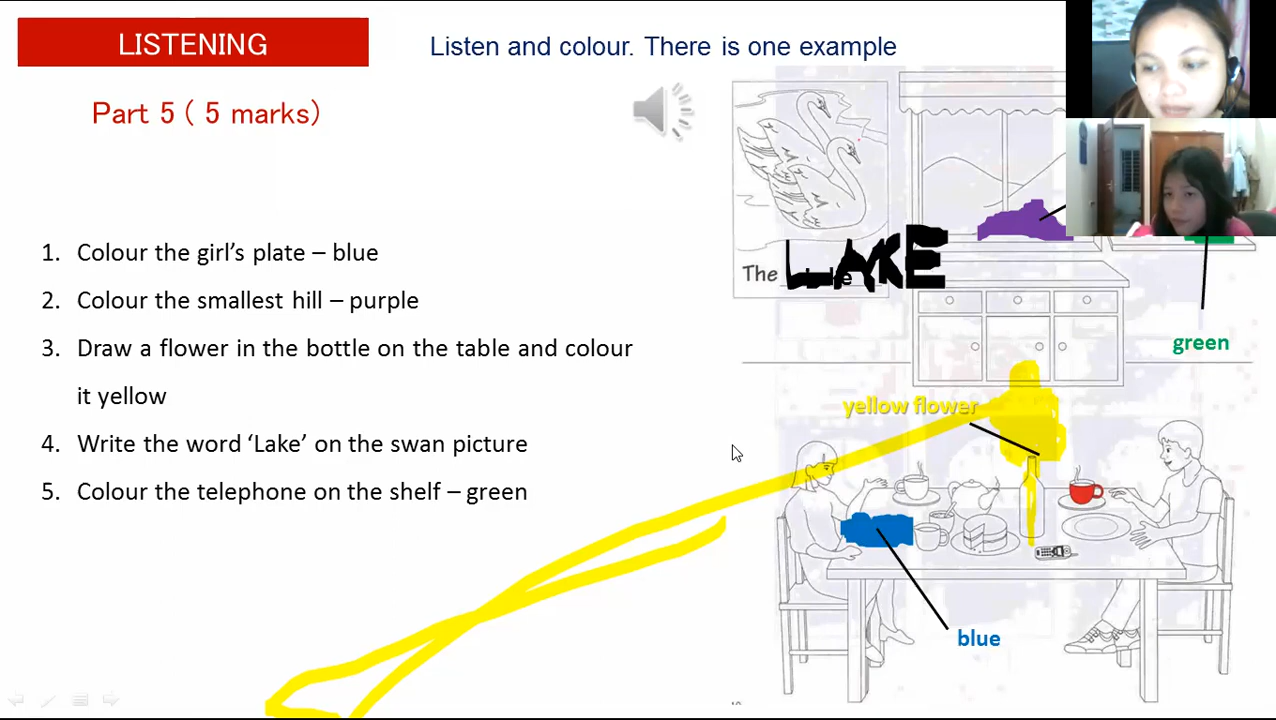 LISTENING
Listen and colour. There is one example
Part 5 ( 5 marks)
1. Colour the girl’s plate – blue
2. Colour the smallest hill – purple
3. Draw a flower in the bottle on the table and colour
it yellow
4. Write the word ‘Lake’ on the swan picture
5. Colour the telephone on the shelf – green
The LAKE
green
yellow flower
blue